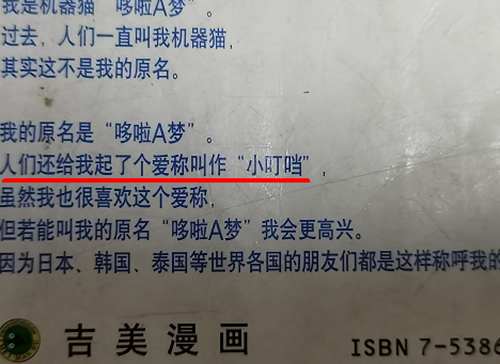 我是机器猫“哆啦A梦”。
过去，人们一直叫我机器猫，
其实这不是我的原名。
我的原名是“哆啦A梦”。
人们还给我起了个爱称叫作“小叮当”，
虽然我也很喜欢这个爱称，
但若能叫我的原名“哆啦A梦”我会更高兴。
因为日本、韩国、泰国等世界各国的朋友们都是这样称呼我的
吉美漫画
ISBN 7-5386